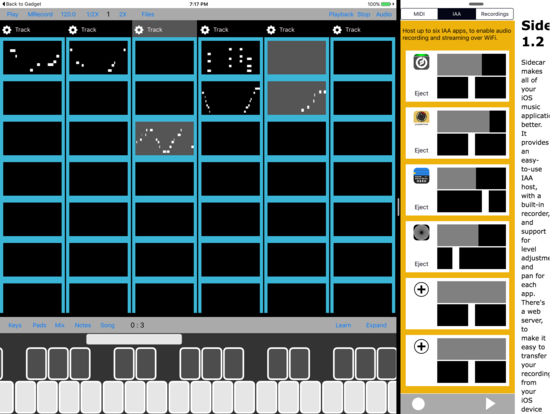 Back to Gadget
7:17 PM
100%
Play MRecord 120.0 1/2X 1 2X Files Playback Stop Audio
Track Track Track Track Track Track
Keys Pads Mix Notes Song 0 : 3 Learn Expand
MIDI IAA Recordings
Host up to six IAA apps, to enable audio
recording and streaming over WiFi.
Eject
Eject
Eject
Eject
Side
1.2
Sidecar
makes
all of
your
iOS
music
applicatio
better.
It
provides
an
easy-
to-use
IAA
host,
with a
built-in
recorder,
and
support
for
level
adjustme
and
pan for
each
app.
There's
a web
server,
to
make it
easy to
transfer
your
recording
from
your
iOS
device